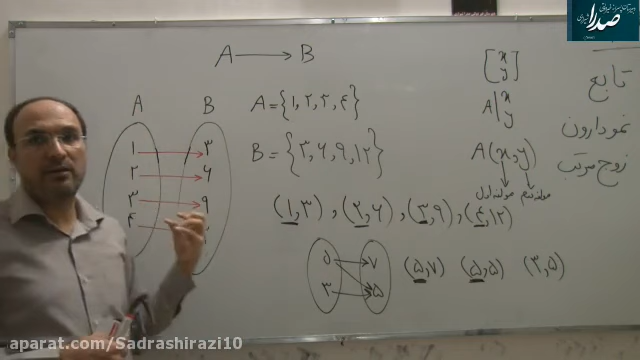 صدرا
A → B
A B
۱ ۳
۲ ۶
۳ ۹
۴
A = {۱, ۲, ۳, ۴}
B = {۳, ۶, ۹, ۱۲}
(۱,۳) , (۲,۶) , (۳,۹) , (۴,۱۲)
۵ ۷
۳ ۵
(۵,۷) (۵,۵) (۳,۵)
[x y]
A | x y
A(x,y)
مولفه اول مولفه دوم
تابع
نمودار ون
زوج مرتب
aparat.com/Sadrashirazi10